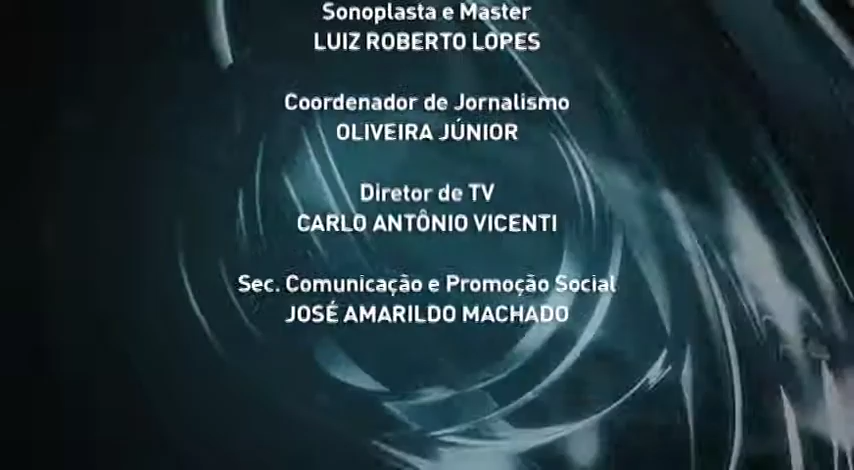 Sonoplasta e Master
LUIZ ROBERTO LOPES
Coordenador de Jornalismo
OLIVEIRA JÚNIOR
Diretor de TV
CARLO ANTÔNIO VICENTI
Sec. Comunicação e Promoção Social
JOSÉ AMARILDO MACHADO